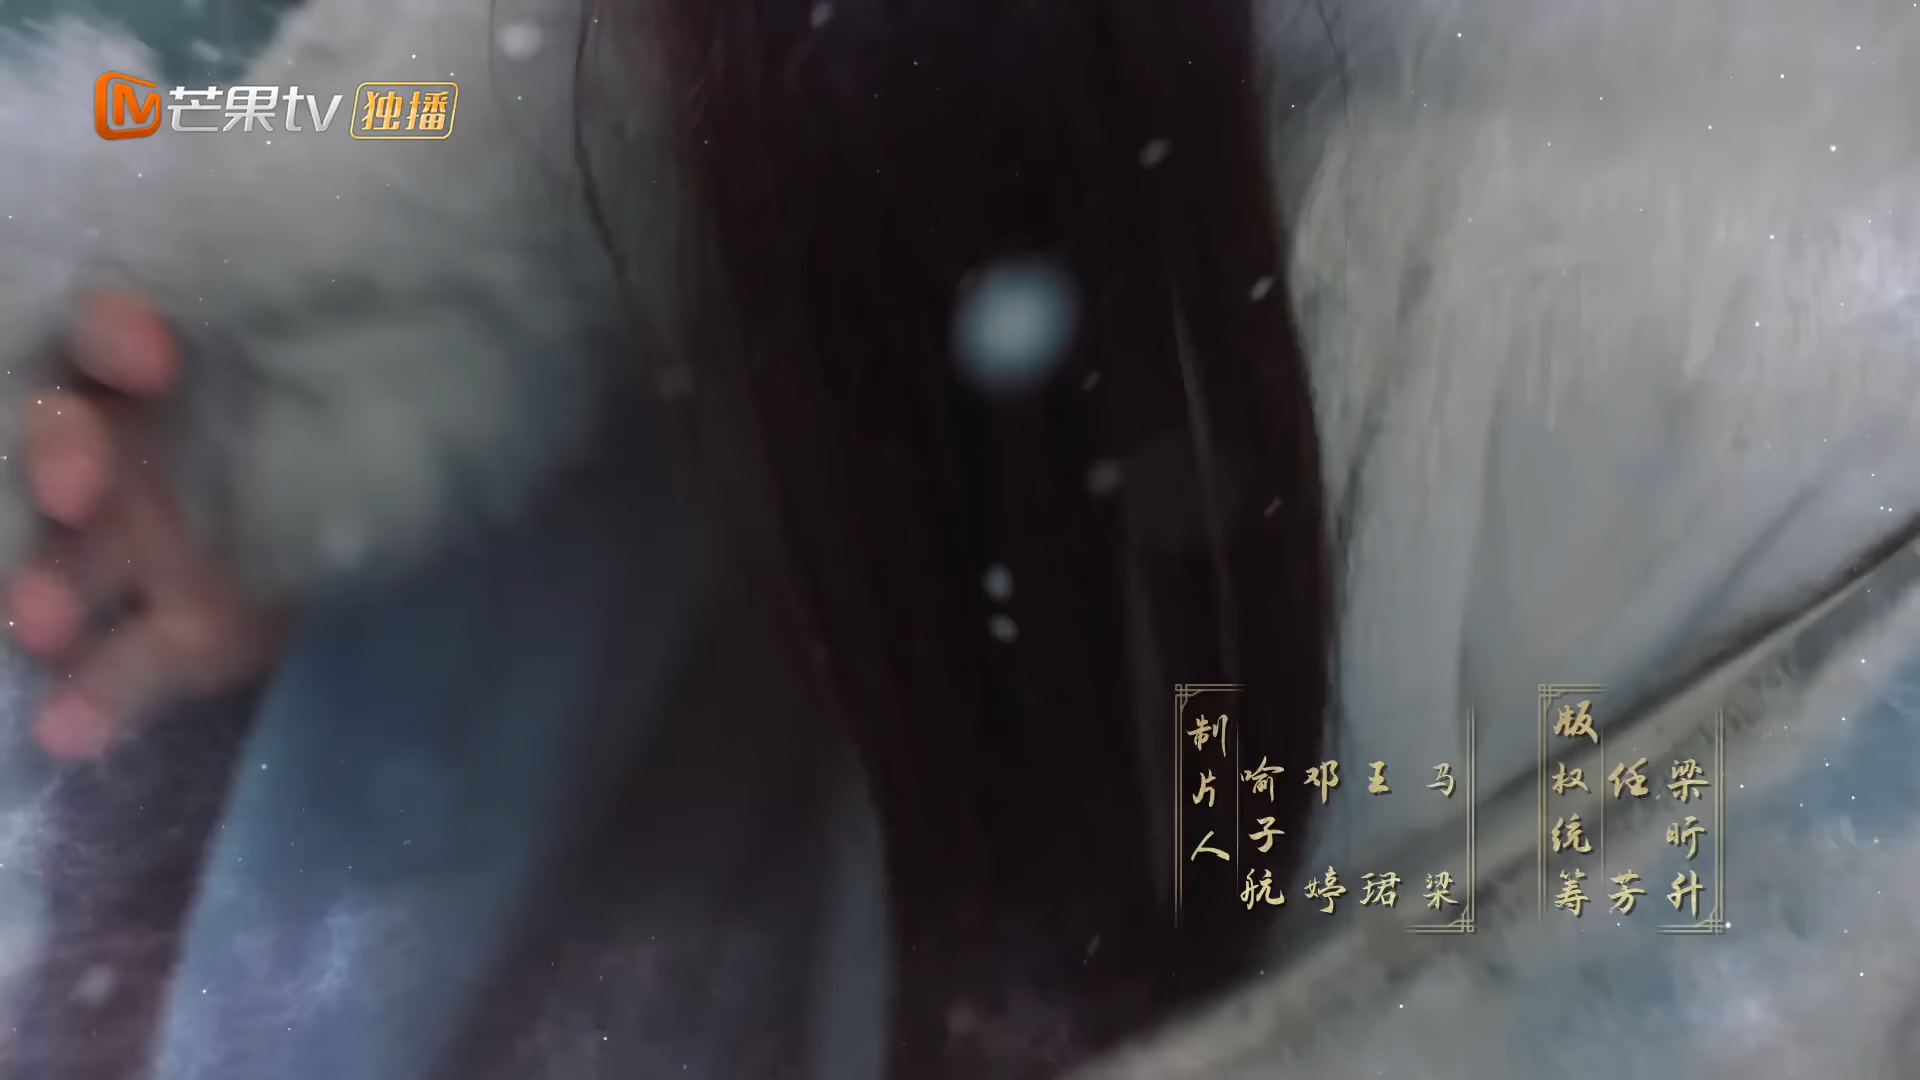 芒果tv 独播
制片人
喻子航
邓婷
王珺
马梁
版权统筹
任芳
梁昕升